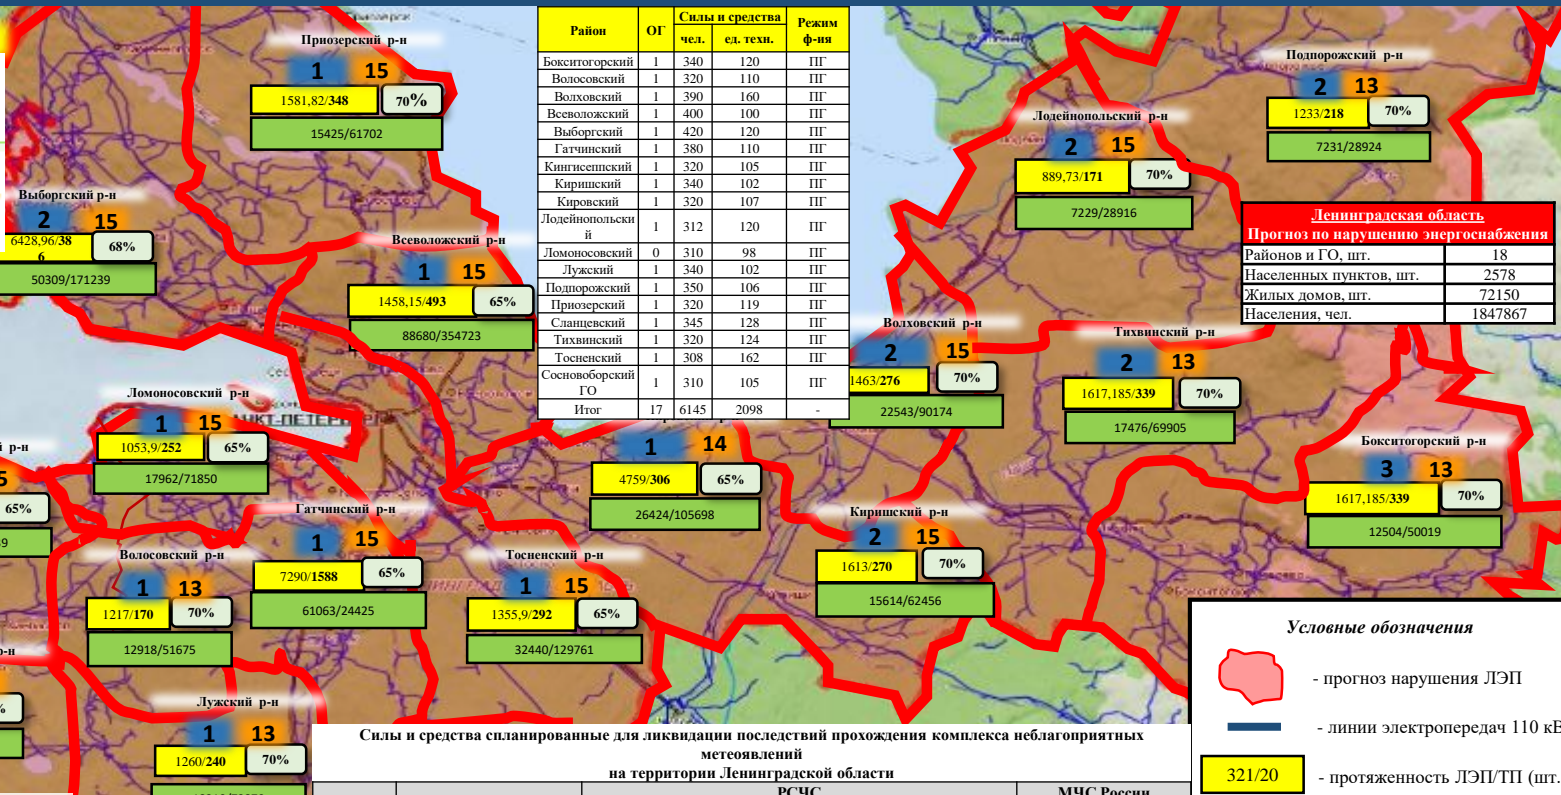 Район ОГ Силы и средства Режим ф-ия
чел. ед. техн.
Бокситогорский 1 340 120 ПГ
Волосовский 1 320 110 ПГ
Волховский 1 390 160 ПГ
Всеволожский 1 400 100 ПГ
Выборгский 1 420 120 ПГ
Гатчинский 1 380 110 ПГ
Кингисеппский 1 320 105 ПГ
Киришский 1 340 102 ПГ
Кировский 1 320 107 ПГ
Лодейнопольски
й 1 312 120 ПГ
Ломоносовский 0 310 98 ПГ
Лужский 1 340 102 ПГ
Подпорожский 1 350 106 ПГ
Приозерский 1 320 119 ПГ
Сланцевский 1 345 128 ПГ
Тихвинский 1 320 124 ПГ
Тосненский 1 308 162 ПГ
Сосновоборский
ГО 1 310 105 ПГ
Итог 17 6145 2098 -
Приозерский р-н
1 15
1581,82/348 70%
15425/61702
Подпорожский р-н
2 13
1233/218 70%
7231/28924
Лодейнопольский р-н
2 15
889,73/171 70%
7229/28916
Выборгский р-н
2 15
6428,96/38
6 68%
50309/171239
Всеволожский р-н
1 15
1458,15/493 65%
88680/354723
Ленинградская область
Прогноз по нарушению энергоснабжения
Районов и ГО, шт. 18
Населенных пунктов, шт. 2578
Жилых домов, шт. 72150
Населения, чел. 1847867
Волховский р-н
2 15
1463/276 70%
22543/90174
Тихвинский р-н
2 13
1617,185/339 70%
17476/69905
Ломоносовский р-н
1 15
1053,9/252 65%
17962/71850
1 14
4759/306 65%
26424/105698
Бокситогорский р-н
3 13
1617,185/339 70%
12504/50019
й р-н
5
65%
9
Гатчинский р-н
1 15
7290/1588 65%
61063/24425
Киришский р-н
2 15
1613/270 70%
15614/62456
Волосовский р-н
1 13
1217/170 70%
12918/51675
Тосненский р-н
1 15
1355,9/292 65%
32440/129761
р-н
%
Лужский р-н
1 13
1260/240 70%
Условные обозначения
- прогноз нарушения ЛЭП
- линии электропередач 110 кВ
321/20 - протяженность ЛЭП/ТП (шт.
Силы и средства спланированные для ликвидации последствий прохождения комплекса неблагоприятных
метеоявлений
на территории Ленинградской области
РСЧС МЧС России